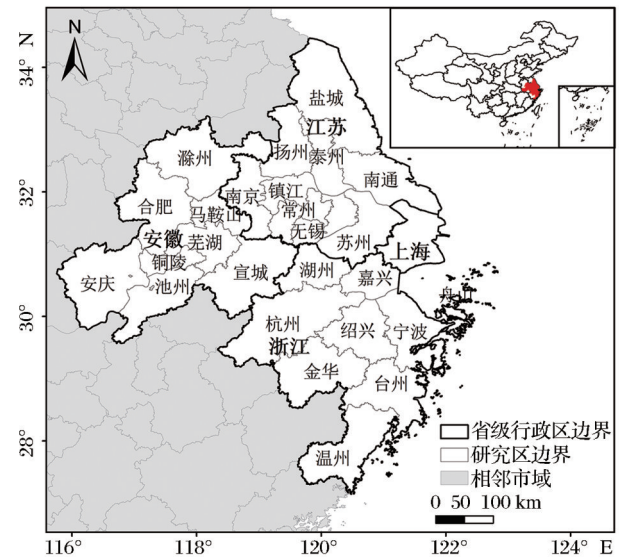 N
34° N
32°
30°
28°
盐城
江苏
扬州
泰州
滁州
南京
镇江
南通
合肥
马鞍山
常州
无锡
安徽
芜湖
苏州
上海
铜陵
安庆
池州
宣城
湖州
嘉兴
舟山
杭州
绍兴
宁波
浙江
金华
台州
温州
省级行政区边界
研究区边界
相邻市域
0 50 100 km
116° 118° 120° 122° 124° E